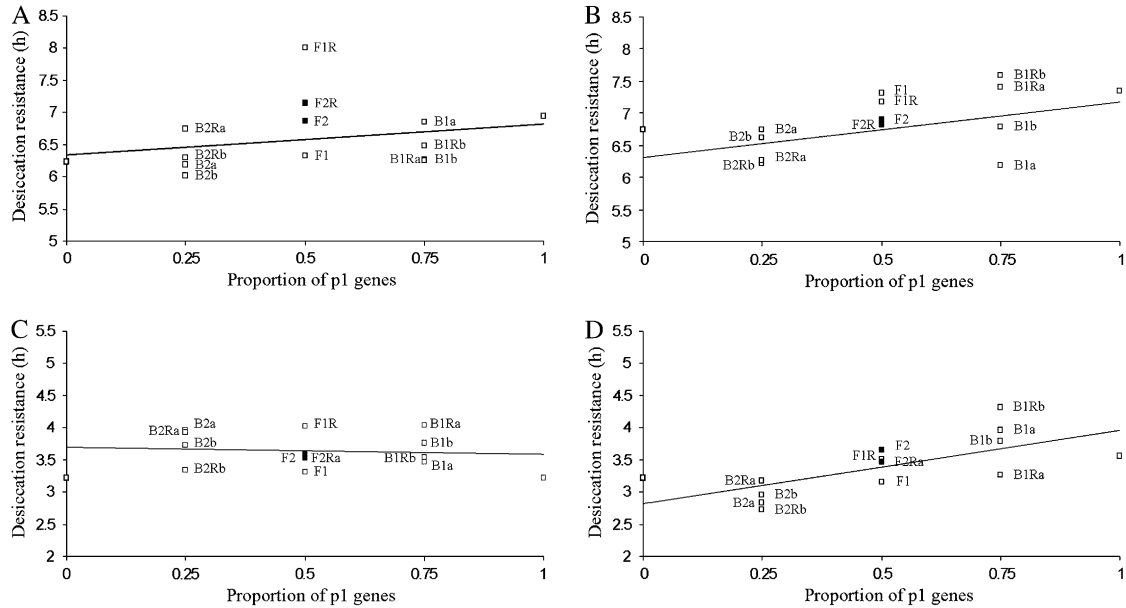 A
Desiccation resistance (h)
8.5
8
7.5
7
6.5
6
5.5
5
F1R
F2R
F2
F1
B2Ra
B2Rb
B2a
B2b
B1a
B1Rb
B1Ra B1b
0 0.25 0.5 0.75 1
Proportion of p1 genes
B
Desiccation resistance (h)
8.5
8
7.5
7
6.5
6
5.5
5
B1Rb
B1Ra
F1
F1R
F2R F2
B2b B2a
B1b
B2Rb B2Ra
B1a
0 0.25 0.5 0.75 1
Proportion of p1 genes
C
Desiccation resistance (h)
5.5
5
4.5
4
3.5
3
2.5
2
B2a
B2Ra
B2b
B2Rb
F1R
F2 F2Ra
F1
B1Ra
B1b
B1Rb
B1a
0 0.25 0.5 0.75 1
Proportion of p1 genes
D
Desiccation resistance (h)
5.5
5
4.5
4
3.5
3
2.5
2
B1Rb
B1a
B1b
B1Ra
F2
F1R
F2Ra
F1
B2Ra
B2b
B2a
B2Rb
0 0.25 0.5 0.75 1
Proportion of p1 genes